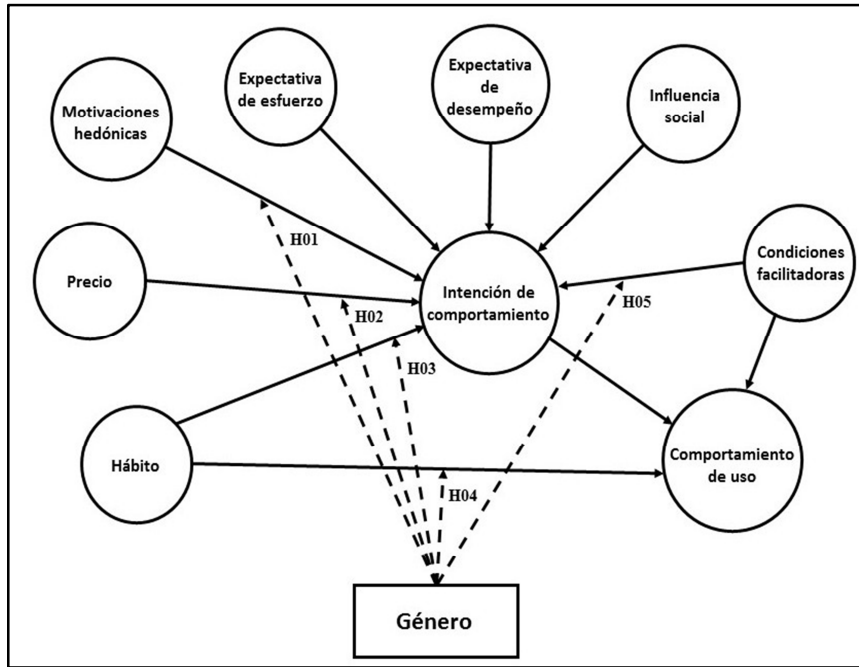 Expectativa
de esfuerzo
Expectativa
de
desempeño
Influencia
social
Motivaciones
hedónicas
H01
Condiciones
facilitadoras
Precio
Intención de
comportamiento
H05
H02
H03
Hábito
Comportamiento
de uso
H04
Género